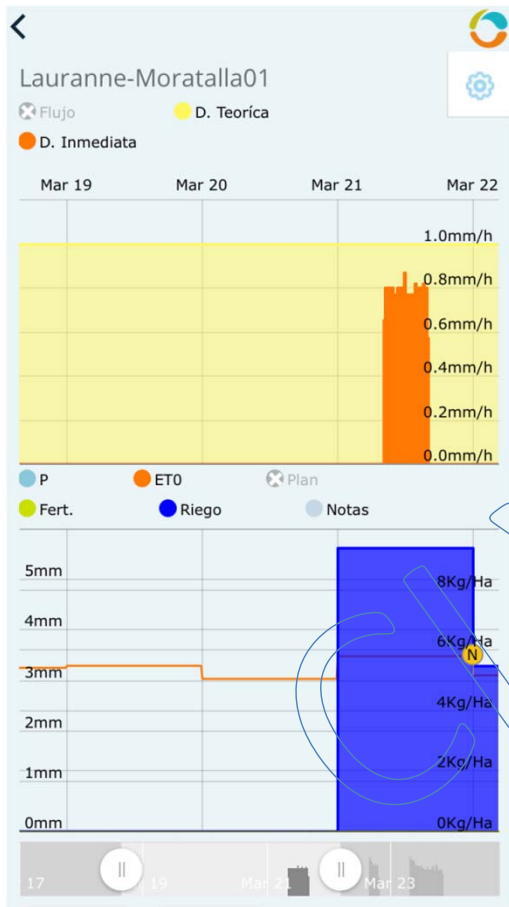 Lauranne-Moratalla01
Flujo D. Teoríca
D. Inmediata
Mar 19 Mar 20 Mar 21 Mar 22
1.0mm/h
0.8mm/h
0.6mm/h
0.4mm/h
0.2mm/h
0.0mm/h
P ET0 Plan
Fert. Riego Notas
5mm 8Kg/Ha
4mm 6Kg/Ha
N
3mm 4Kg/Ha
2mm 2Kg/Ha
1mm
0mm 0Kg/Ha
17 19 Mar 21 Mar 23